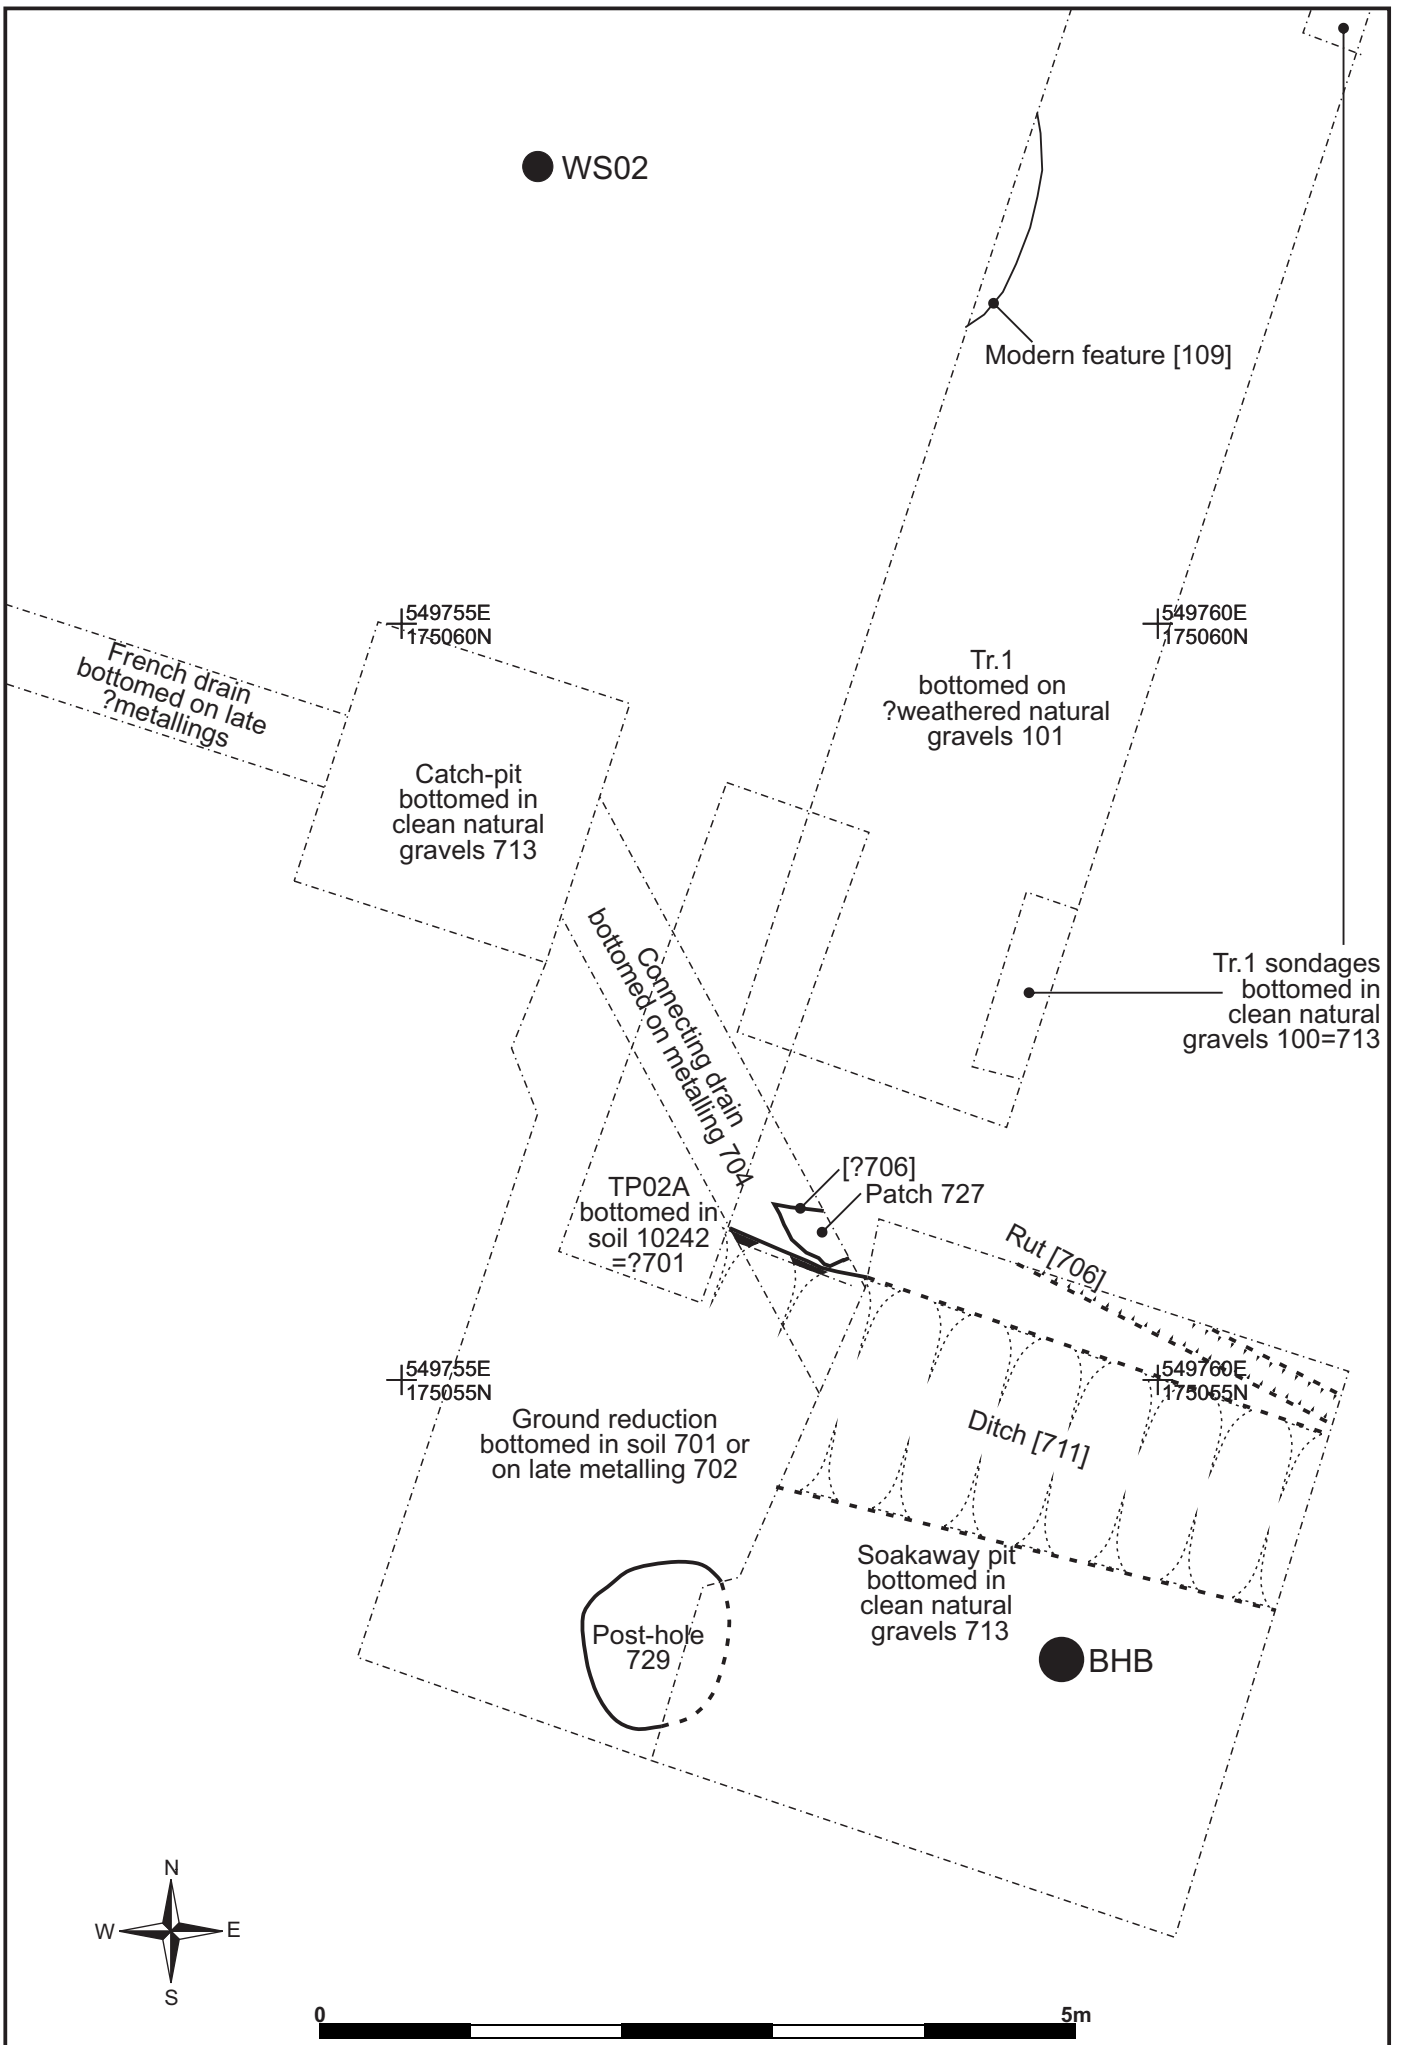 WS02
Modern feature [109]
549755E
175060N
549760E
175060N
French drain
bottomed on late
?metallings
Tr.1
bottomed on
?weathered natural
gravels 101
Catch-pit
bottomed in
clean natural
gravels 713
Connecting drain
bottomed on metalling 704
Tr.1 sondages
bottomed in
clean natural
gravels 100=713
[?706]
Patch 727
TP02A
bottomed in
soil 10242
=?701
Rut [706]
549755E
175055N
549760E
175055N
Ground reduction
bottomed in soil 701 or
on late metalling 702
Ditch [711]
Soakaway pit
bottomed in
clean natural
gravels 713
Post-hole
729
BHB
N
W E
S
0 5m